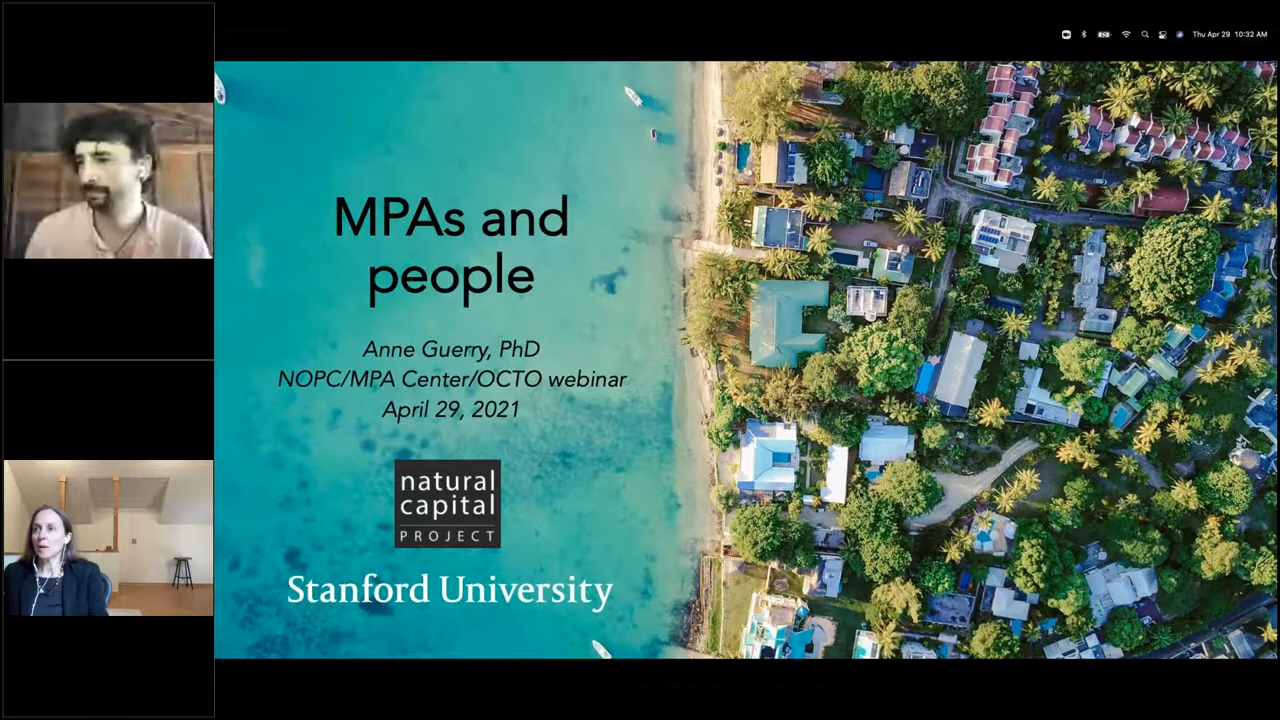 Thu Apr 29 10:32 AM
MPAs and
people
Anne Guerry, PhD
NOPC/MPA Center/OCTO webinar
April 29, 2021
natural
capital
PROJECT
Stanford University